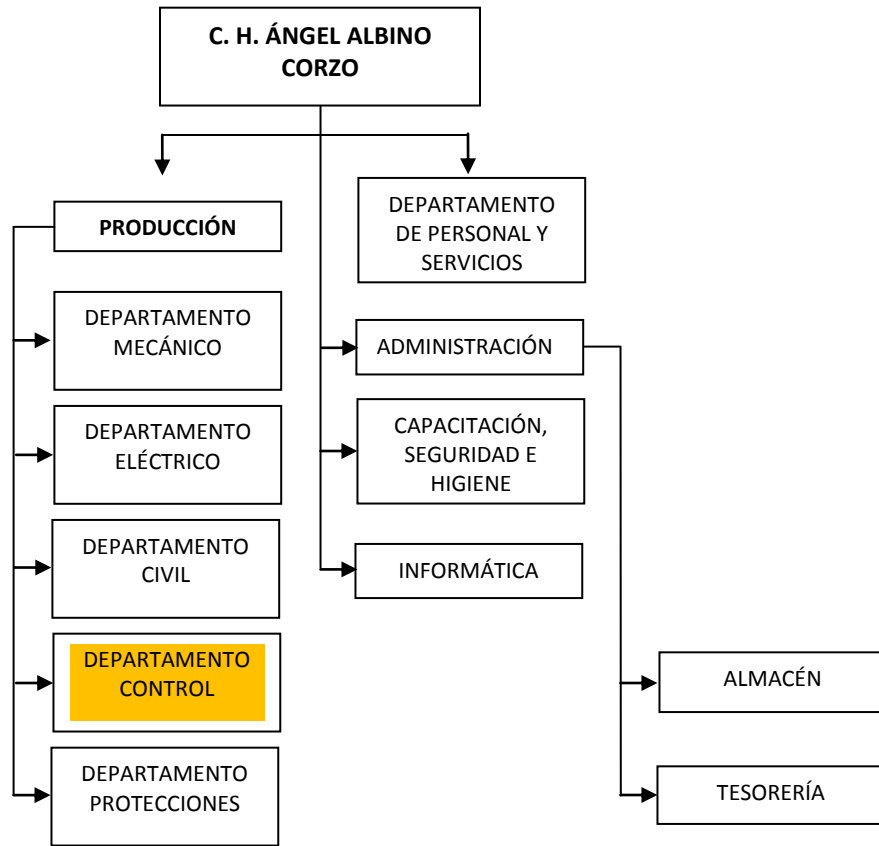 C. H. ÁNGEL ALBINO
CORZO
PRODUCCIÓN
DEPARTAMENTO
DE PERSONAL Y
SERVICIOS
DEPARTAMENTO
MECÁNICO
ADMINISTRACIÓN
DEPARTAMENTO
ELÉCTRICO
CAPACITACIÓN,
SEGURIDAD E
HIGIENE
DEPARTAMENTO
CIVIL
INFORMÁTICA
DEPARTAMENTO
CONTROL
ALMACÉN
DEPARTAMENTO
PROTECCIONES
TESORERÍA